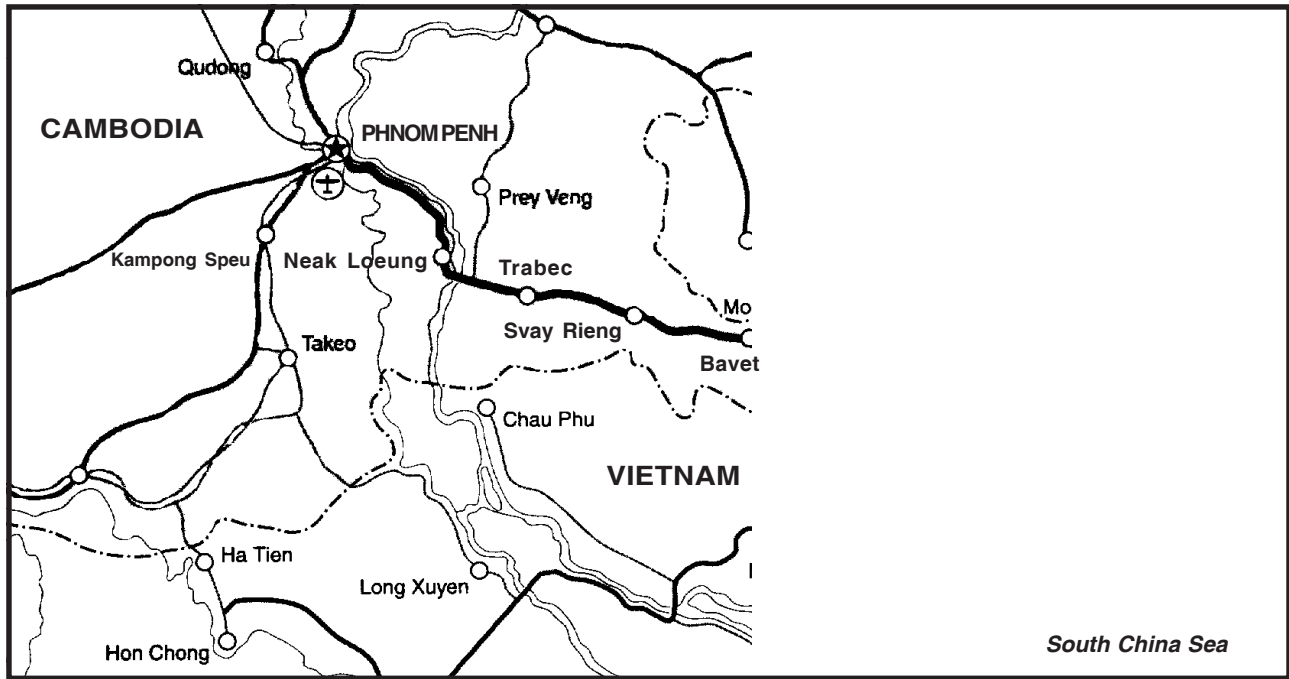 Qudong
CAMBODIA
PHNOM PENH
Prey Veng
Kampong Speu
Neak Loeung
Trabec
Mo
Svay Rieng
Takeo
Bavet
Chau Phu
VIETNAM
Ha Tien
Long Xuyen
Hon Chong
South China Sea